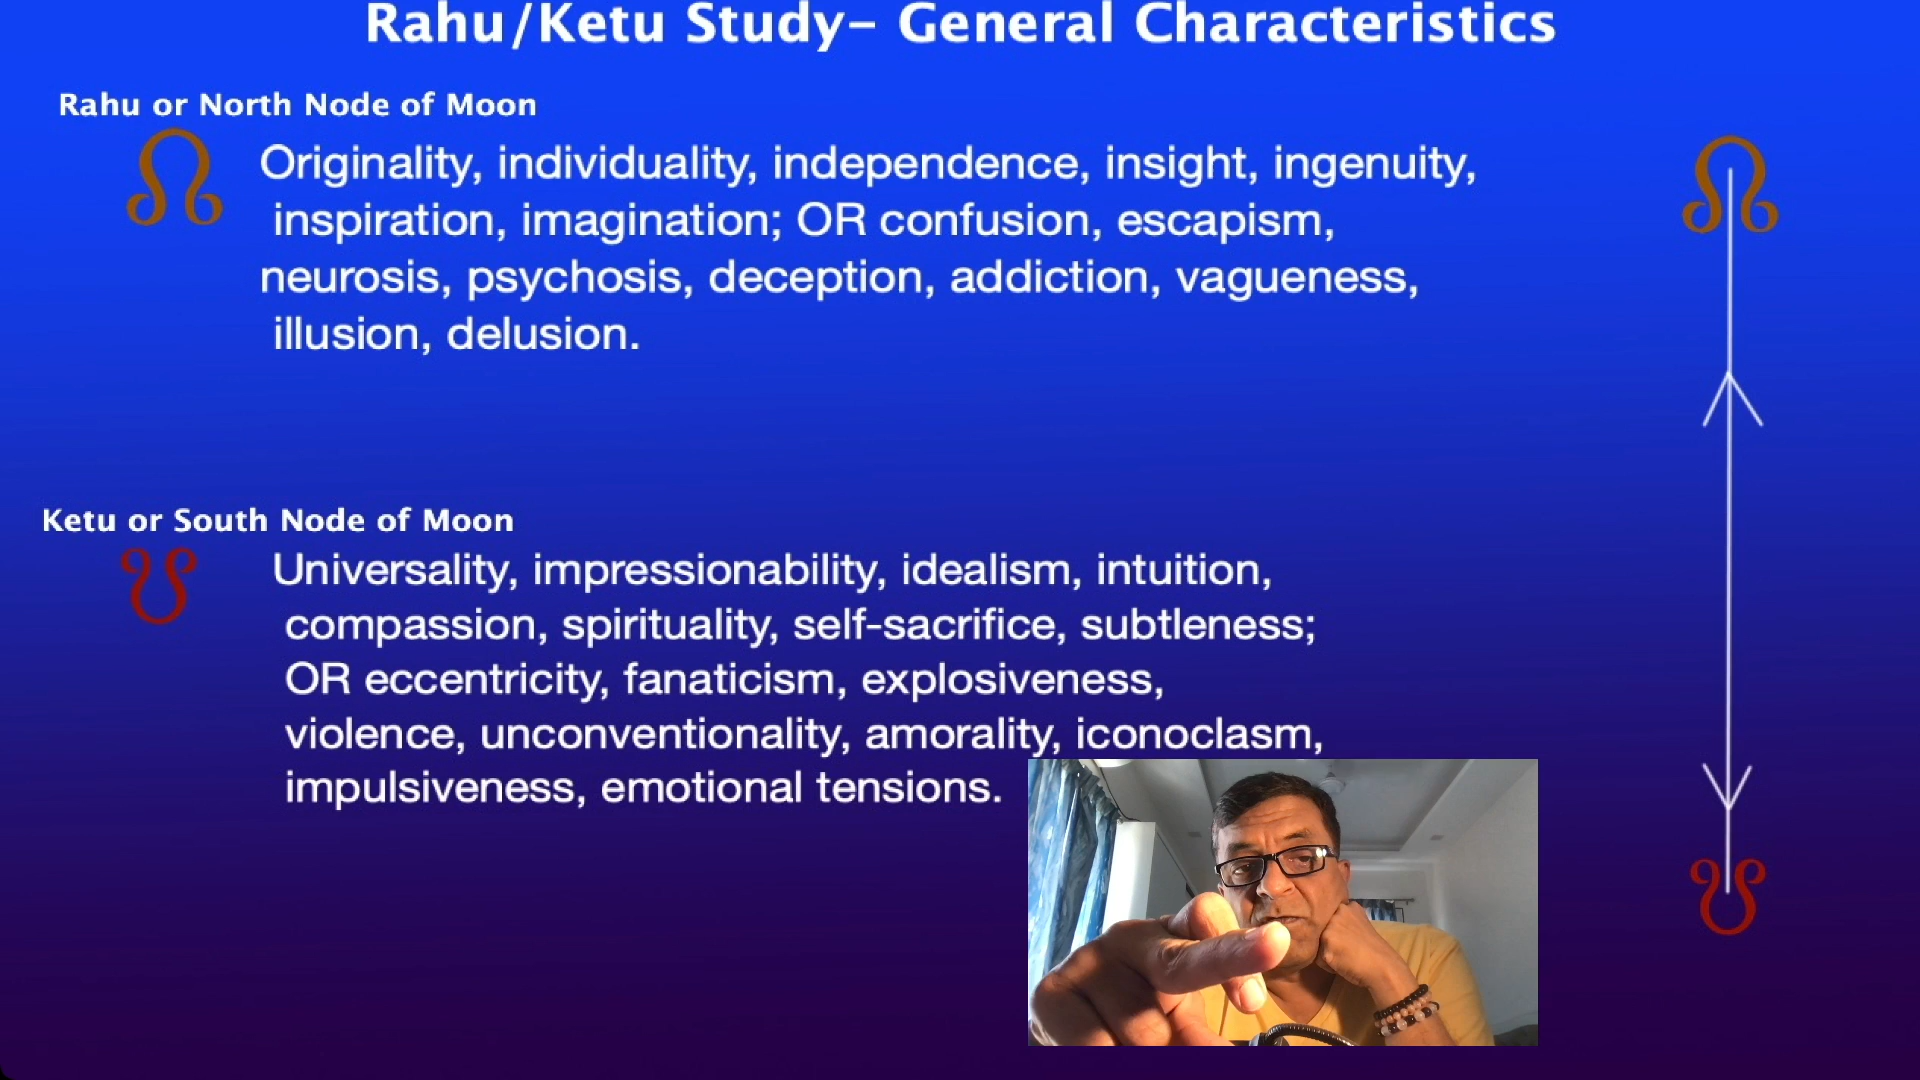 Rahu/Ketu Study– General Characteristics
Rahu or North Node of Moon
Originality, individuality, independence, insight, ingenuity,
inspiration, imagination; OR confusion, escapism,
neurosis, psychosis, deception, addiction, vagueness,
illusion, delusion.
Ketu or South Node of Moon
Universality, impressionability, idealism, intuition,
compassion, spirituality, self-sacrifice, subtleness;
OR eccentricity, fanaticism, explosiveness,
violence, unconventionality, amorality, iconoclasm,
impulsiveness, emotional tensions.